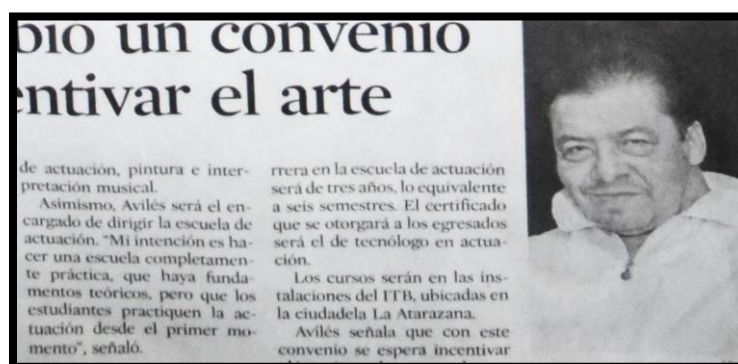 bió un convenio
entivar el arte
de actuación, pintura e inter-
pretación musical.
Asimismo, Avilés será el en-
cargado de dirigir la escuela de
actuación. "Mi intención es ha-
cer una escuela completamen-
te práctica, que haya funda-
mentos teóricos, pero que los
estudiantes practiquen la ac-
tuación desde el primer mo-
mento", señaló.
rrera en la escuela de actuación
será de tres años, lo equivalente
a seis semestres. El certificado
que se otorgará a los egresados
será el de tecnólogo en actua-
ción.
Los cursos serán en las ins-
talaciones del ITB, ubicadas en
la ciudadela La Atarazana.
Avilés señala que con este
convenio se espera incentivar